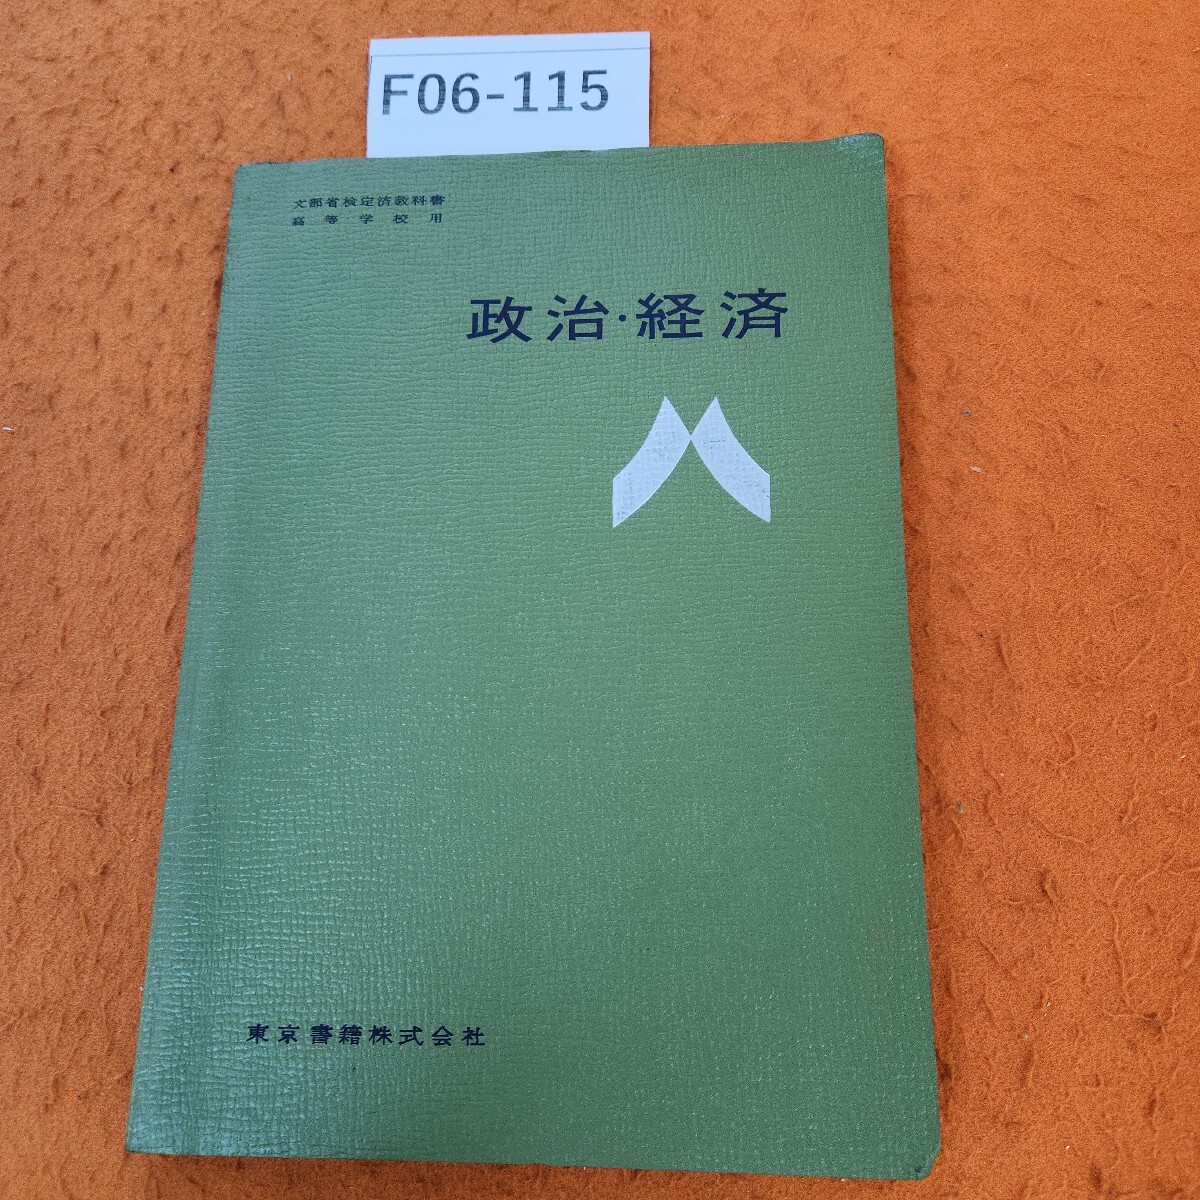 F06-115
文部省検定済教科書
高等学校用
政治·経済
東京書籍株式会社